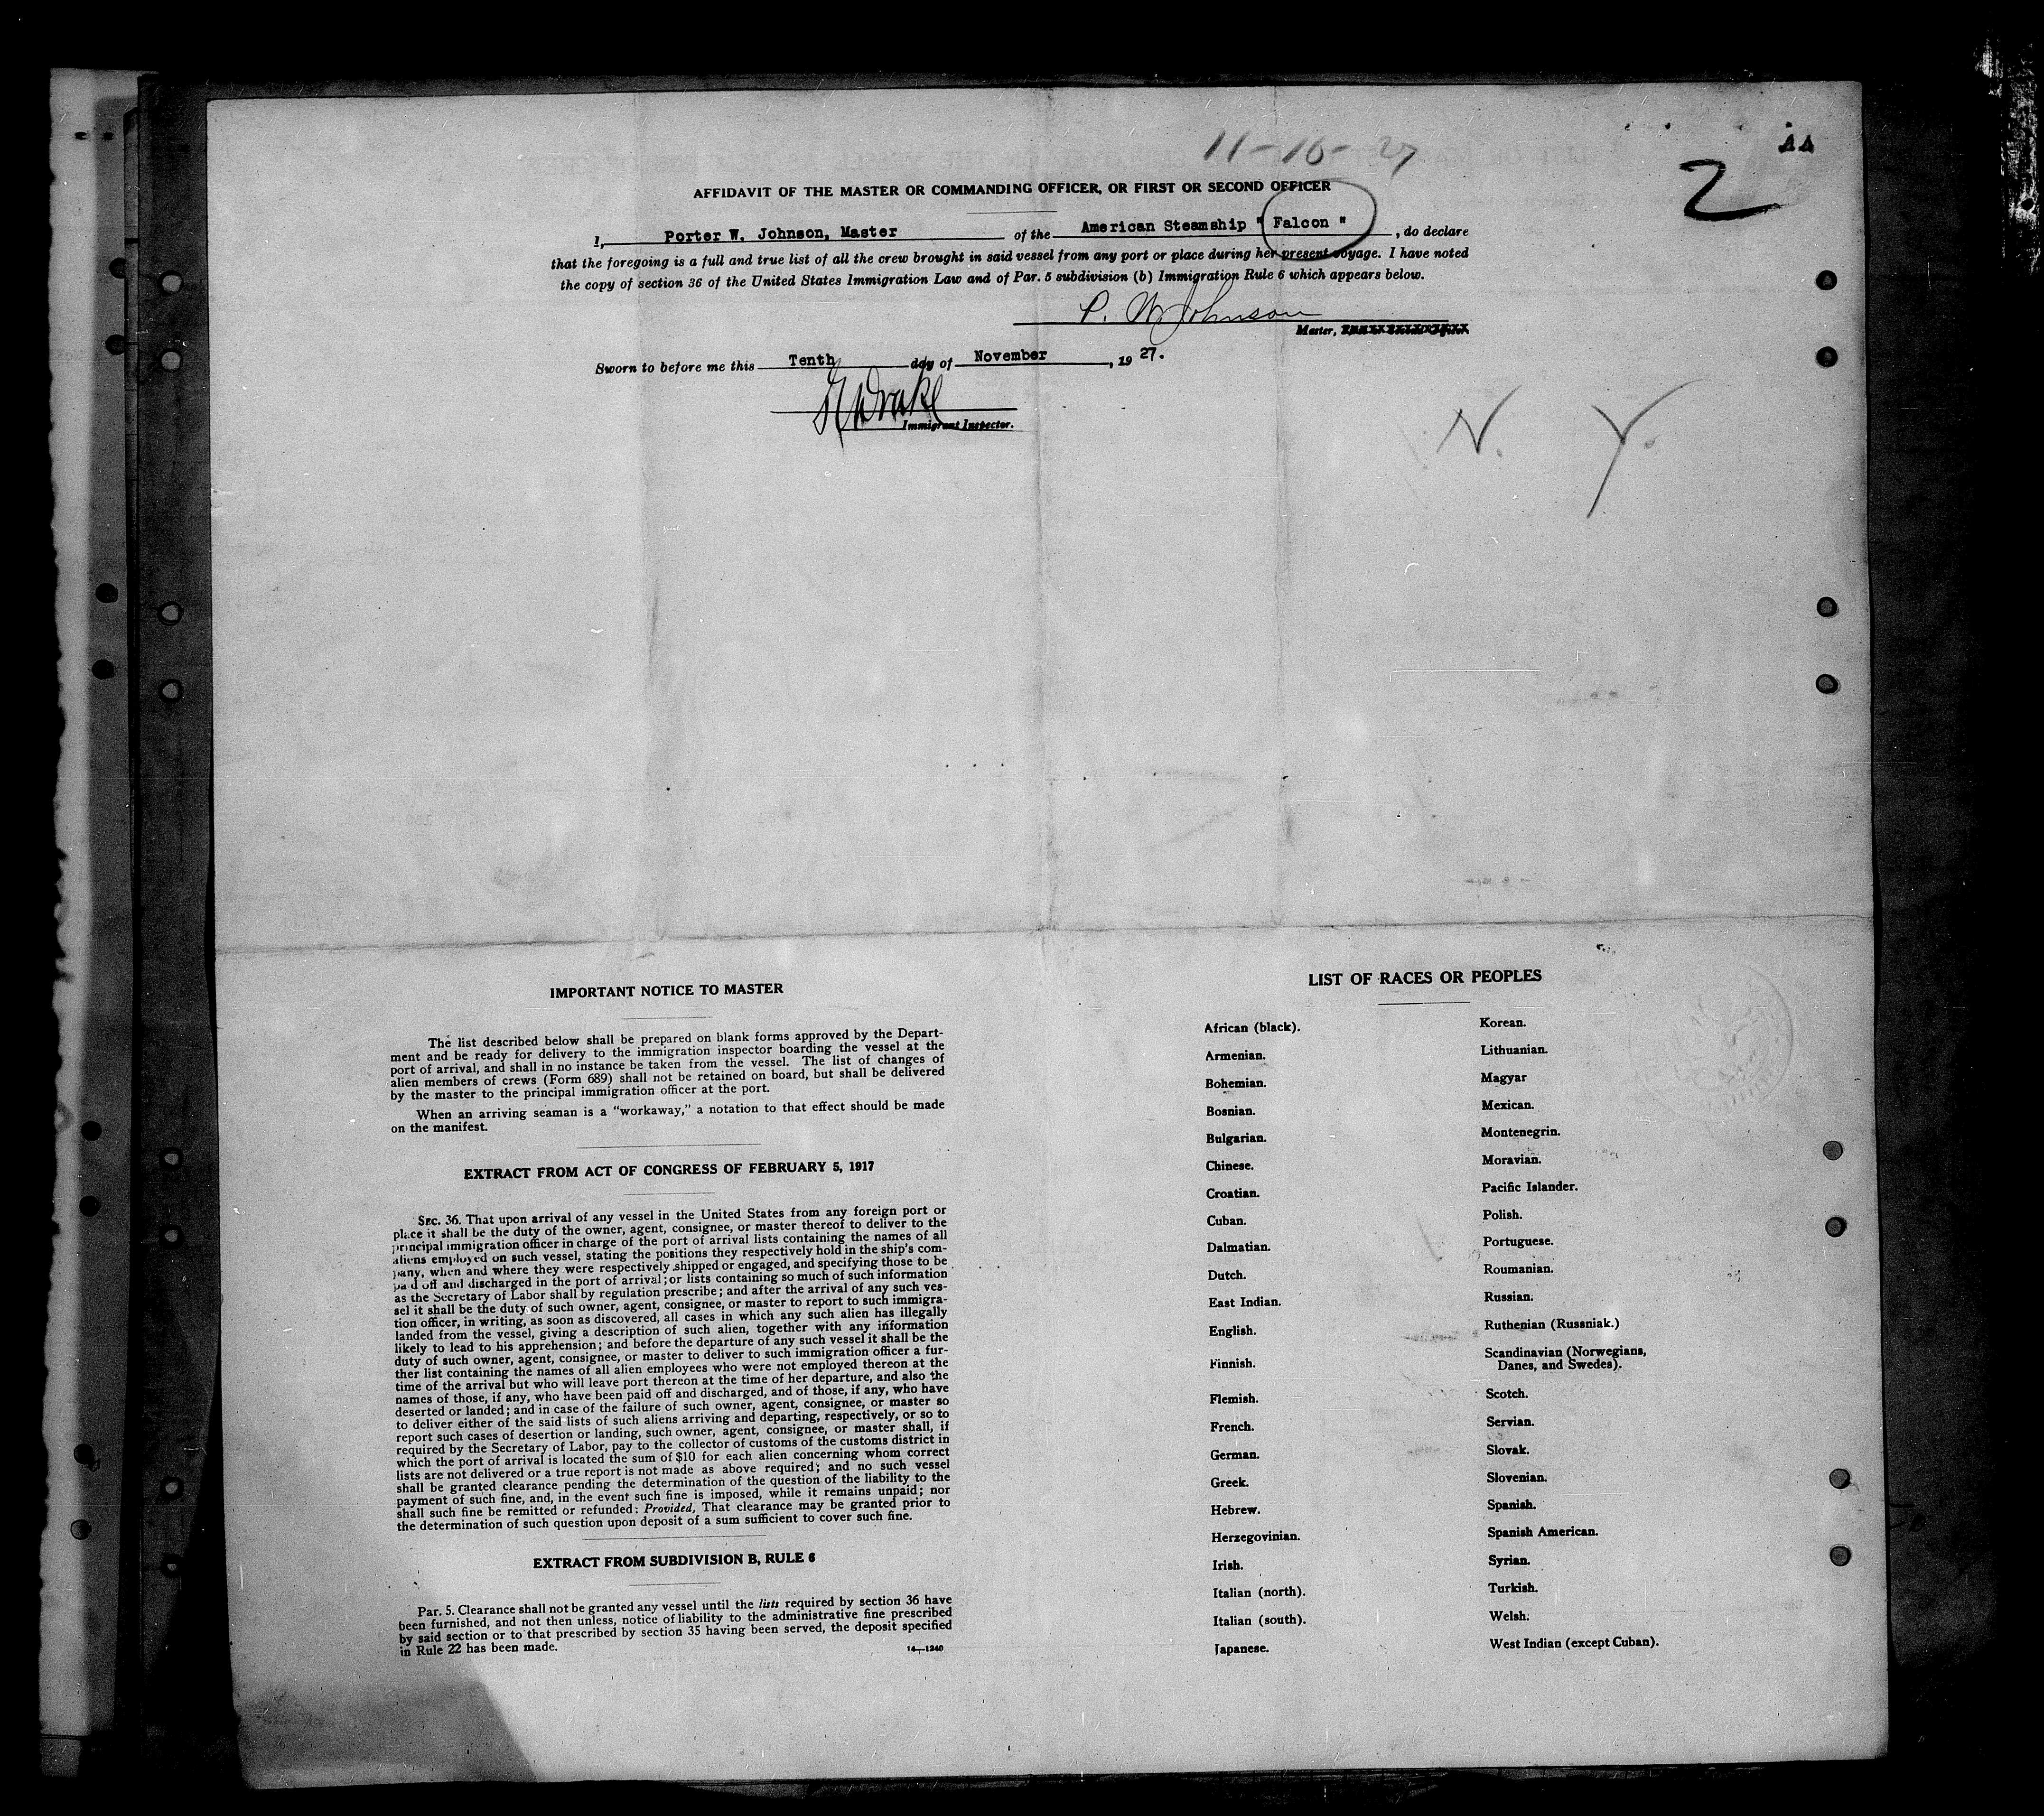 11-10-27
2
AFFIDAVIT OF THE MASTER OR COMMANDING OFFICER, OR FIRST OR SECOND OFFICER
I, Porter W. Johnson, Master of the American Steamship " Falcon " , do declare
that the foregoing is a full and true list of all the crew brought in said vessel from any port or place during her present voyage. I have noted
the copy of section 36 of the United States Immigration Law and of Par. 5 subdivision (b) Immigration Rule 6 which appears below.
P. W. Johnson
Master,
Sworn to before me this Tenth day of November , 19 27.
Drake
Immigrant Inspector.
N. Y.
IMPORTANT NOTICE TO MASTER
The list described below shall be prepared on blank forms approved by the Depart-
ment and be ready for delivery to the immigration inspector boarding the vessel at the
port of arrival, and shall in no instance be taken from the vessel. The list of changes of
alien members of crews (Form 689) shall not be retained on board, but shall be delivered
by the master to the principal immigration officer at the port.
When an arriving seaman is a "workaway," a notation to that effect should be made
on the manifest.
EXTRACT FROM ACT OF CONGRESS OF FEBRUARY 5, 1917
SEC. 36. That upon arrival of any vessel in the United States from any foreign port or
place it shall be the duty of the owner, agent, consignee, or master thereof to deliver to the
principal immigration officer in charge of the port of arrival lists containing the names of all
aliens employed on such vessel, stating the positions they respectively hold in the ship's com-
pany, when and where they were respectively shipped or engaged, and specifying those to be
paid off and discharged in the port of arrival; or lists containing so much of such information
as the Secretary of Labor shall by regulation prescribe; and after the arrival of any such ves-
sel it shall be the duty of such owner, agent, consignee, or master to report to such immigra-
tion officer, in writing, as soon as discovered, all cases in which any such alien has illegally
landed from the vessel, giving a description of such alien, together with any information
likely to lead to his apprehension; and before the departure of any such vessel it shall be the
duty of such owner, agent, consignee, or master to deliver to such immigration officer a fur-
ther list containing the names of all alien employees who were not employed thereon at the
time of the arrival but who will leave port thereon at the time of her departure, and also the
names of those, if any, who have been paid off and discharged, and of those, if any, who have
deserted or landed; and in case of the failure of such owner, agent, consignee, or master so
to deliver either of the said lists of such aliens arriving and departing, respectively, or so to
report such cases of desertion or landing, such owner, agent, consignee, or master shall, if
required by the Secretary of Labor, pay to the collector of customs of the customs district in
which the port of arrival is located the sum of $10 for each alien concerning whom correct
lists are not delivered or a true report is not made as above required; and no such vessel
shall be granted clearance pending the determination of the question of the liability to the
payment of such fine, and, in the event such fine is imposed, while it remains unpaid; nor
shall such fine be remitted or refunded: Provided, That clearance may be granted prior to
the determination of such question upon deposit of a sum sufficient to cover such fine.
EXTRACT FROM SUBDIVISION B, RULE 6
Par. 5. Clearance shall not be granted any vessel until the lists required by section 36 have
been furnished, and not then unless, notice of liability to the administrative fine prescribed
by said section or to that prescribed by section 35 having been served, the deposit specified
in Rule 22 has been made.
14—1240
LIST OF RACES OR PEOPLES
African (black).
Armenian.
Bohemian.
Bosnian.
Bulgarian.
Chinese.
Croatian.
Cuban.
Dalmatian.
Dutch.
East Indian.
English.
Finnish.
Flemish.
French.
German.
Greek.
Hebrew.
Herzegovinian.
Irish.
Italian (north).
Italian (south).
Japanese.
Korean.
Lithuanian.
Magyar
Mexican.
Montenegrin.
Moravian.
Pacific Islander.
Polish.
Portuguese.
Roumanian.
Russian.
Ruthenian (Russniak.)
Scandinavian (Norwegians,
Danes, and Swedes).
Scotch.
Servian.
Slovak.
Slovenian.
Spanish.
Spanish American.
Syrian.
Turkish.
Welsh.
West Indian (except Cuban).